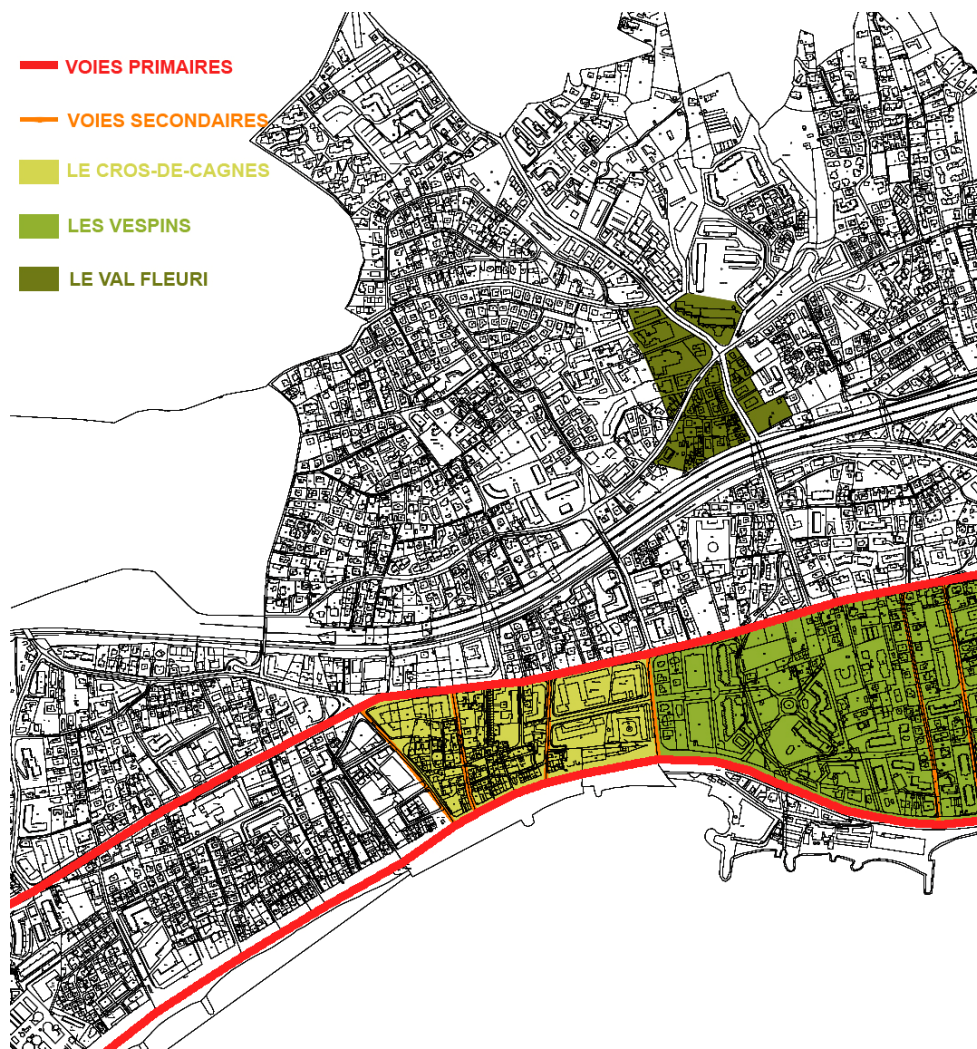 VOIES PRIMAIRES
VOIES SECONDAIRES
LE CROS-DE-CAGNES
LES VESPINS
LE VAL FLEURI